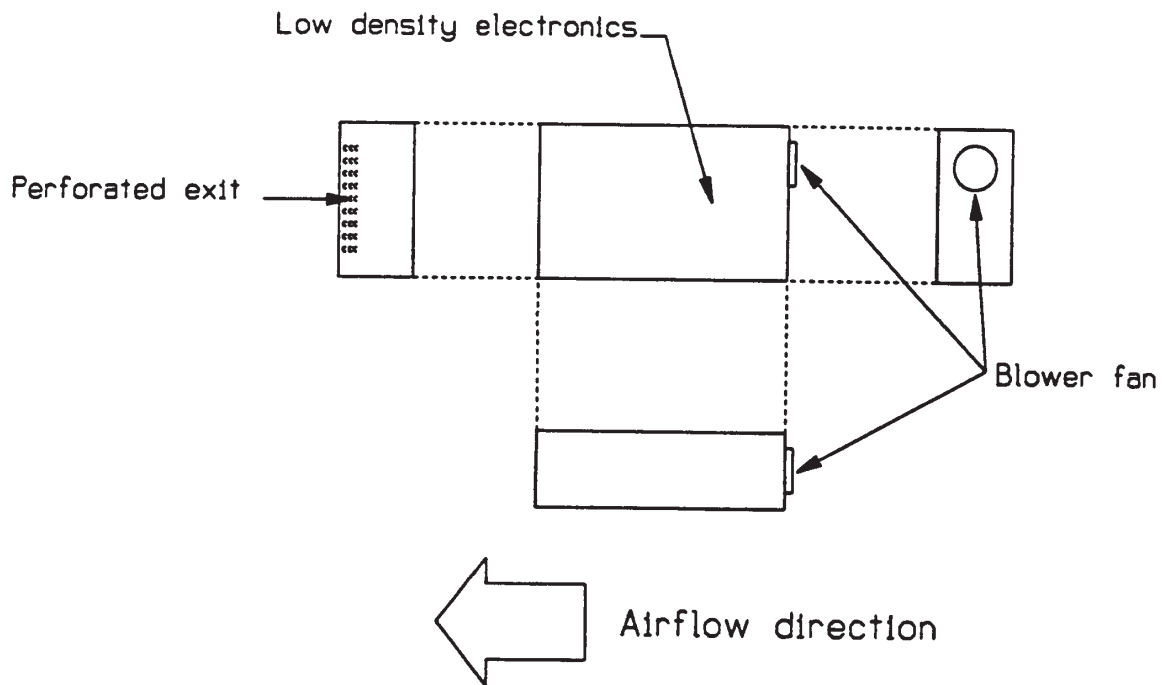 Low density electronics
Perforated exit
Blower fan
Airflow direction